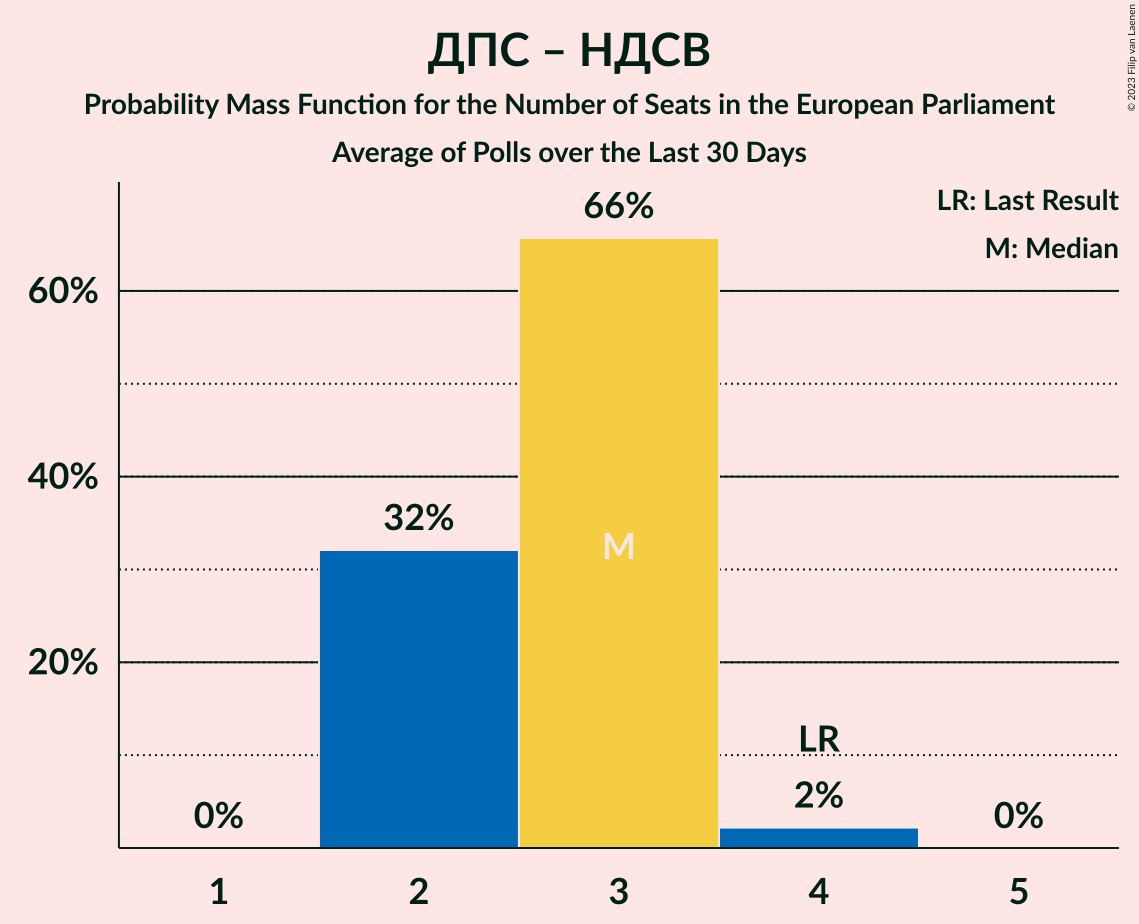 ДПС – НДСВ
Probability Mass Function for the Number of Seats in the European Parliament
Average of Polls over the Last 30 Days
© 2023 Filip van Laenen
LR: Last Result
M: Median
66%
60%
40%
32%
M
20%
LR
2%
0%
0%
1 2 3 4 5